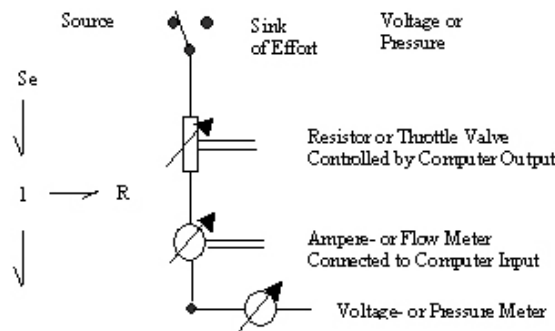 Source
Sink
of Effort
Voltage or
Pressure
Se
Resistor or Throttle Valve
Controlled by Computer Output
1
R
Ampere- or Flow Meter
Connected to Computer Input
Voltage- or Pressure Meter